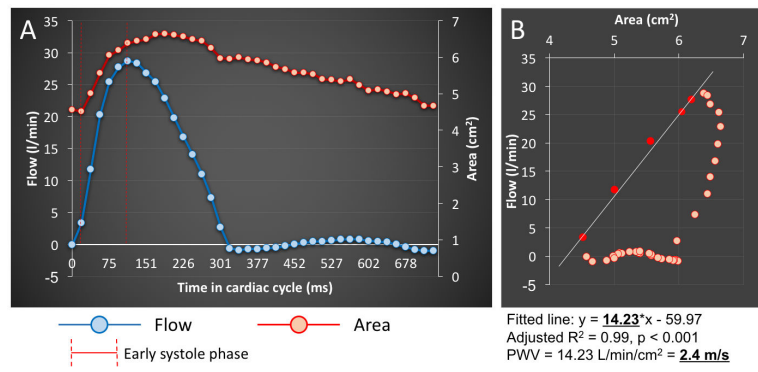 A
35
30
25
20
15
10
5
0
-5
Flow (l/min)
0 75 151 226 301 377 452 527 602 678
Time in cardiac cycle (ms)
7
6
5
4
3
2
1
0
Area (cm²)
Flow
Area
Early systole phase
B
Area (cm²)
4 5 6 7
35
30
25
20
15
10
5
0
-5
Flow (l/min)
Fitted line: y = 14.23*x - 59.97
Adjusted R² = 0.99, p < 0.001
PWV = 14.23 L/min/cm² = 2.4 m/s